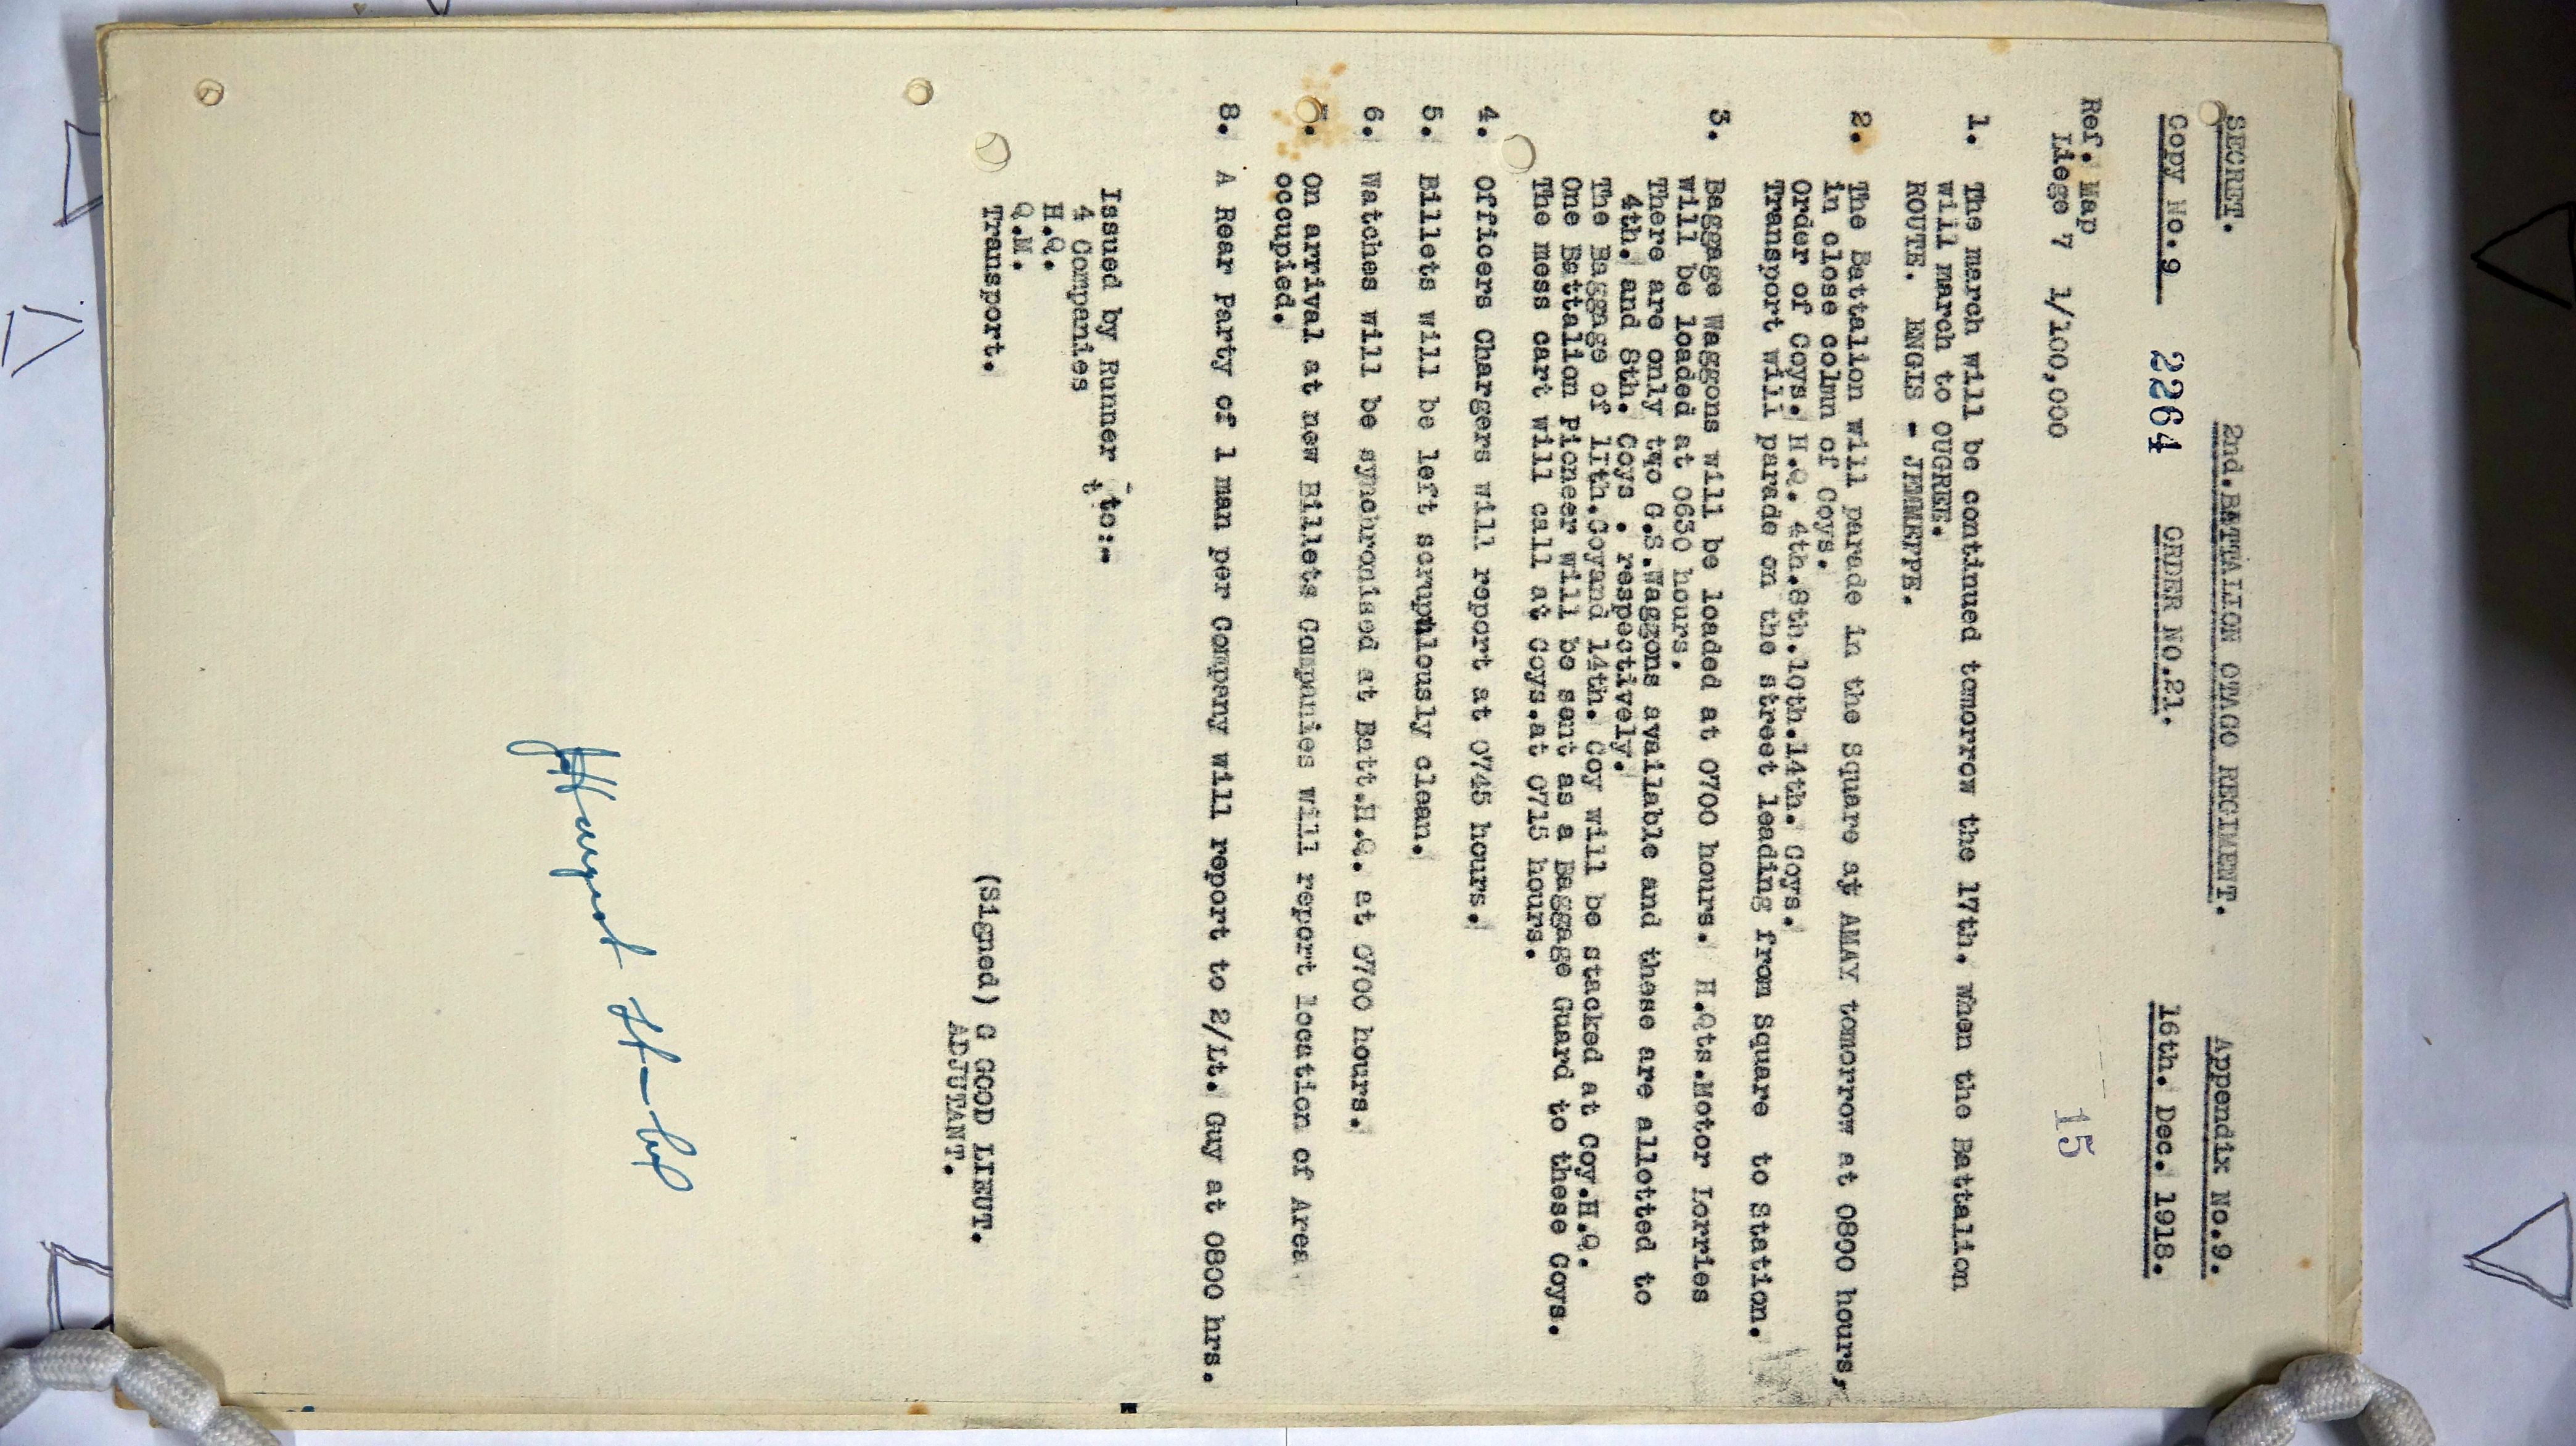 SECRET. 2nd.BATTALION OTAGO REGIMENT. Appendix No.9.
Copy No.9 2264 ORDER NO.21. 16th. Dec. 1918.
Ref. Map
Liege 7 1/100,000
15
1. The march will be continued tomorrow the 17th. when the Battalion
will march to OUGREE.
ROUTE. ENGIS - JEMMEPPE.
2. The Battalion will parade in the Square at AMAY tomorrow at 0800 hours,
in close colmn of Coys.
Order of Coys. H.Q. 4th.8th.10th.14th. Coys.
Transport will parade on the street leading from Square to Station.
3. Baggage Waggons will be loaded at 0700 hours. H.Qts.Motor Lorries
will be loaded at 0630 hours.
There are only two G.S.Waggons available and these are allotted to
4th. and 8th. Coys . respectively.
The Baggage of 1Tth.Coyand 14th. Coy will be stacked at Coy.H.Q.
One Battalion Pioneer will be sent as a Baggage Guard to these Coys.
The mess cart will call at Coys.at 0715 hours.
4. Officers Chargers will report at 0745 hours.
5. Billets will be left scrupulously clean.
6. Watches will be synchronised at Batt.H.Q. at 0700 hours.
7. On arrival at new Billets Companies will report location of Area
occupied.
8. A Rear Party of 1 man per Company will report to 2/Lt. Guy at 0800 hrs.
Issued by Runner to:-
4 Companies
H.Q.
Q.M.
Transport.
(Signed) G GOOD LIEUT.
ADJUTANT.